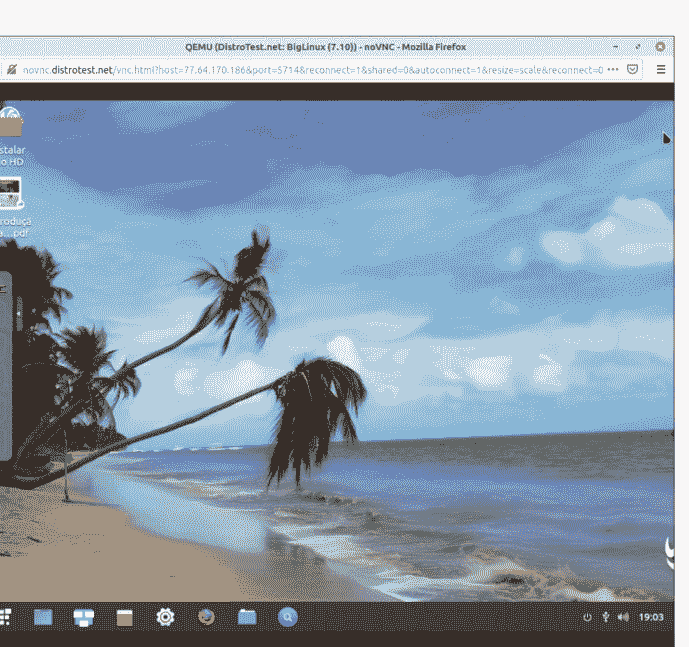 QEMU (DistroTest.net: BigLinux (7.10)) - noVNC - Mozilla Firefox
novnc.distrotest.net/vnc.html?host=77.64.170.186&port=5714&reconnect=1&shared=0&autoconnect=1&resize=scale&reconnect=0
stalar
o HD
roduçã
a...pdf
19:03